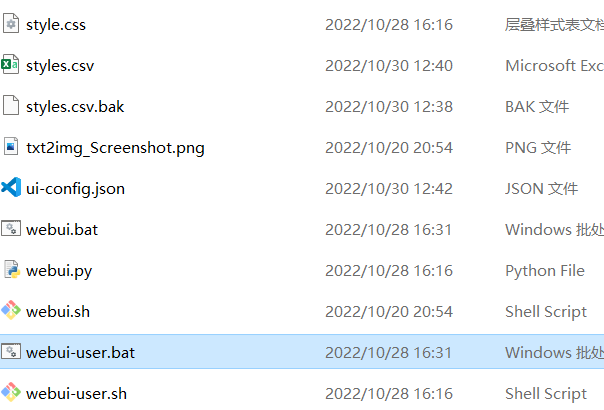 style.css 2022/10/28 16:16 层叠样式表文档
styles.csv 2022/10/30 12:40 Microsoft Exc
styles.csv.bak 2022/10/30 12:38 BAK 文件
txt2img_Screenshot.png 2022/10/20 20:54 PNG 文件
ui-config.json 2022/10/30 12:42 JSON 文件
webui.bat 2022/10/28 16:31 Windows 批处
webui.py 2022/10/28 16:16 Python File
webui.sh 2022/10/20 20:54 Shell Script
webui-user.bat 2022/10/28 16:31 Windows 批处
webui-user.sh 2022/10/28 16:16 Shell Script